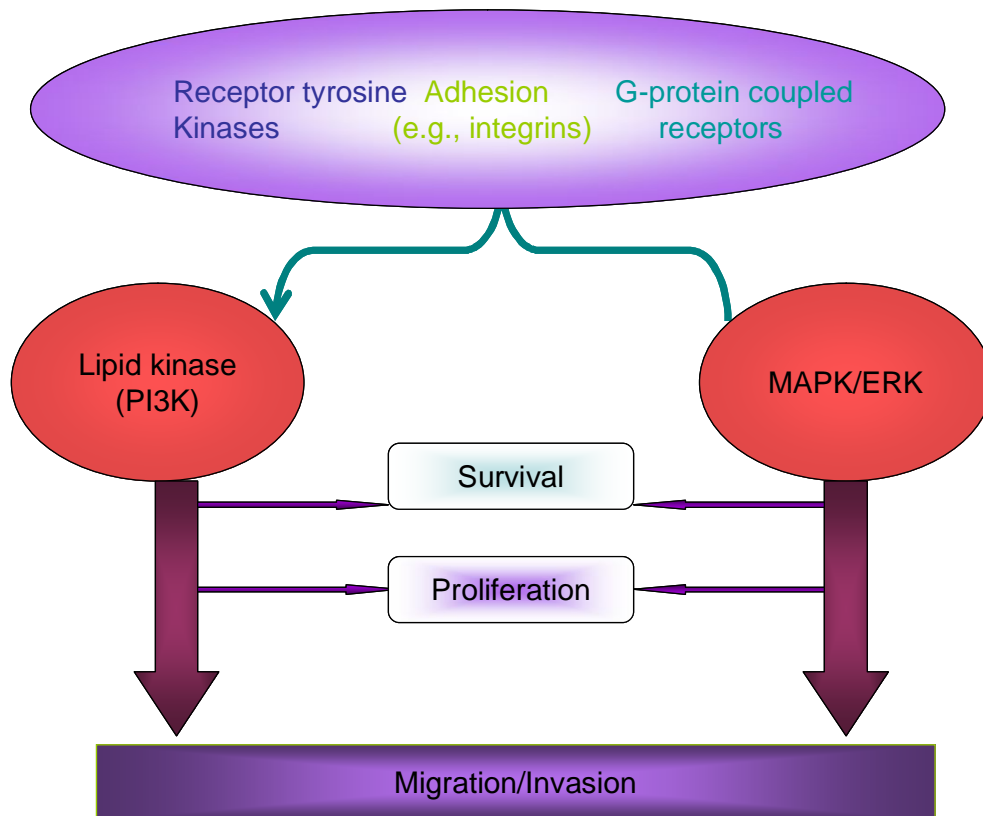 Receptor tyrosine Adhesion G-protein coupled
Kinases (e.g., integrins) receptors
Lipid kinase
(PI3K)
MAPK/ERK
Survival
Proliferation
Migration/Invasion